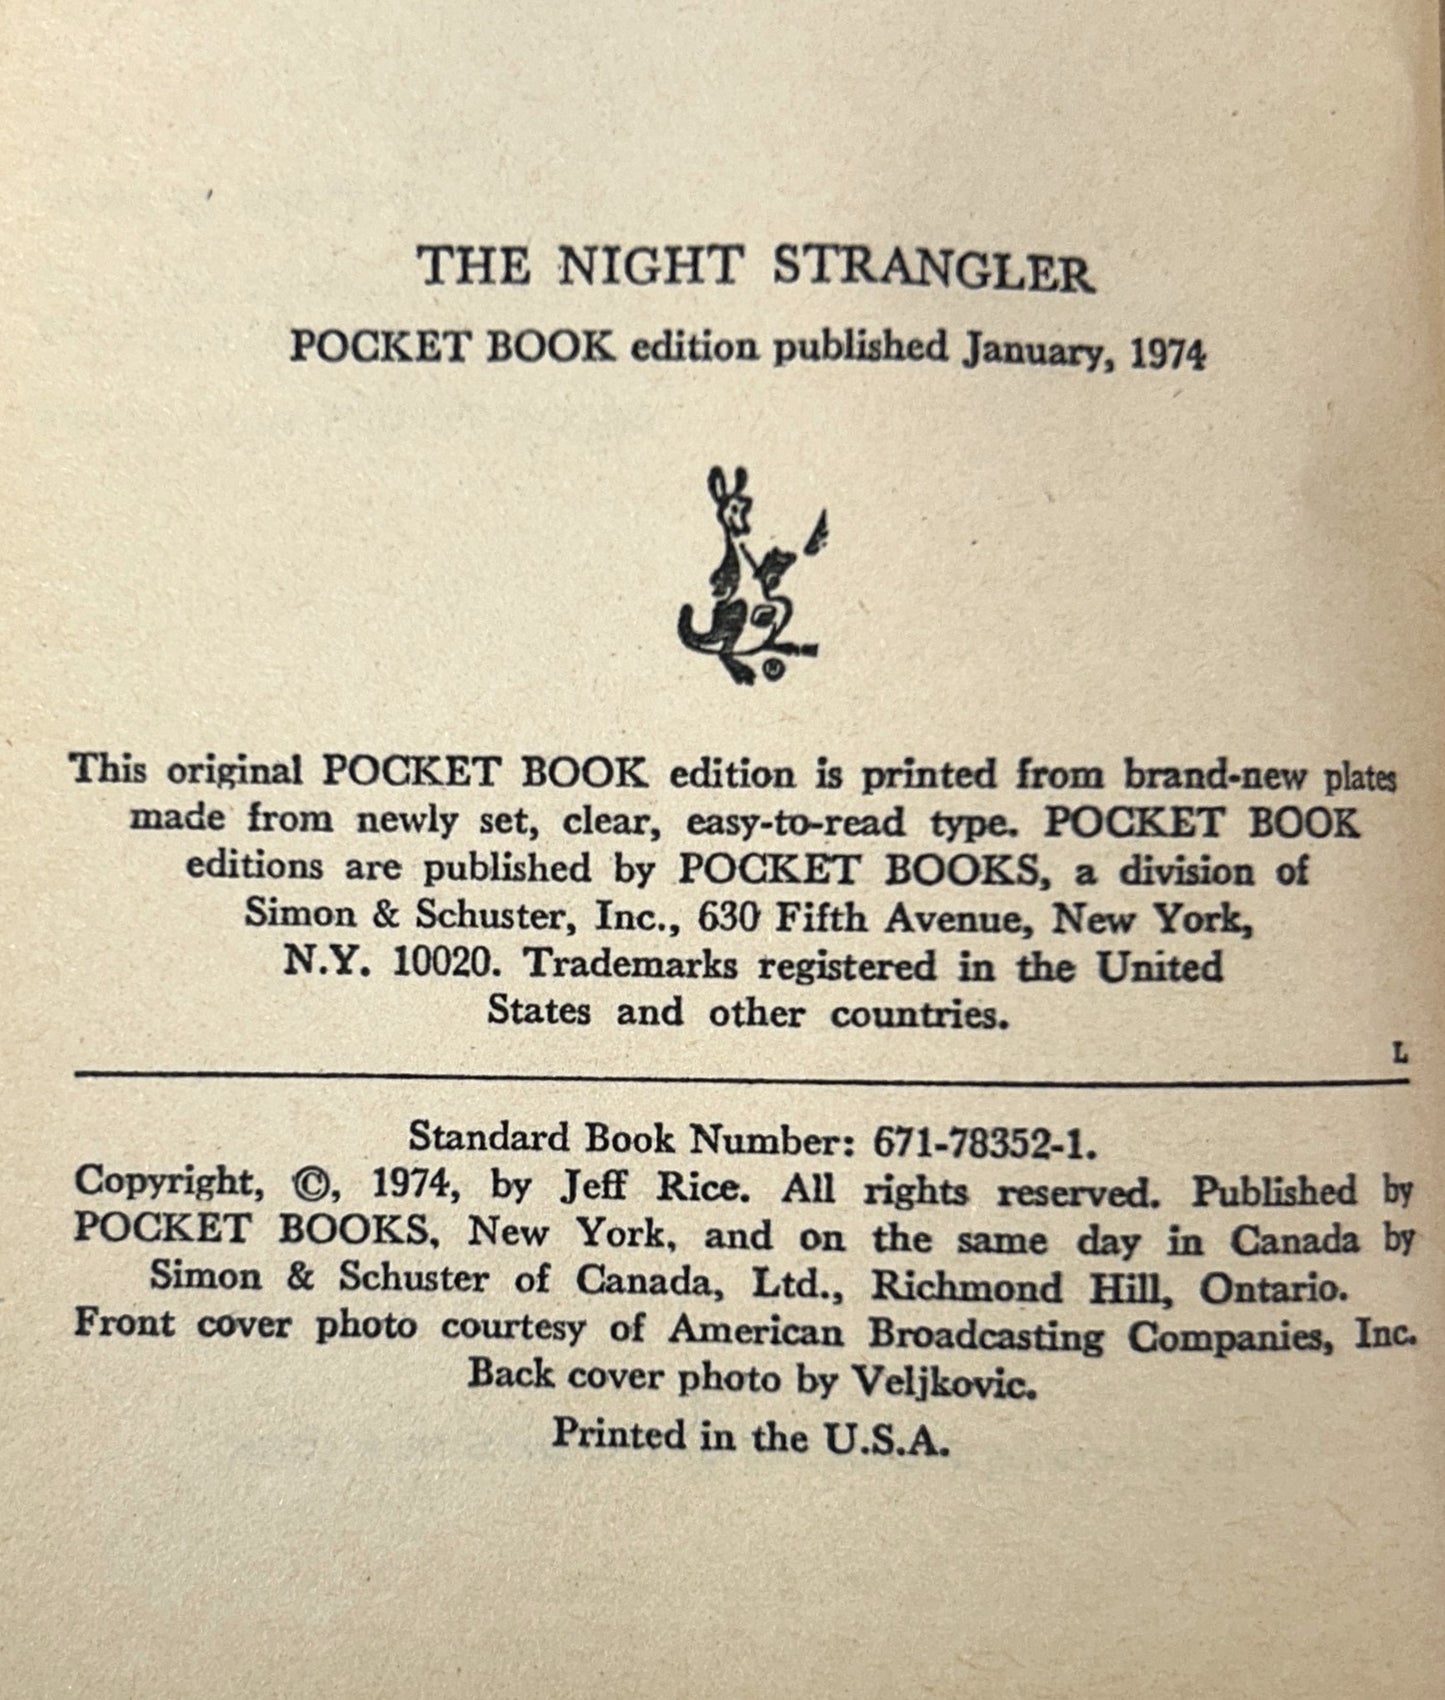 THE NIGHT STRANGLER
POCKET BOOK edition published January, 1974
®
This original POCKET BOOK edition is printed from brand-new plates
made from newly set, clear, easy-to-read type. POCKET BOOK
editions are published by POCKET BOOKS, a division of
Simon & Schuster, Inc., 630 Fifth Avenue, New York,
N.Y. 10020. Trademarks registered in the United
States and other countries.
L
Standard Book Number: 671-78352-1.
Copyright, ©, 1974, by Jeff Rice. All rights reserved. Published by
POCKET BOOKS, New York, and on the same day in Canada by
Simon & Schuster of Canada, Ltd., Richmond Hill, Ontario.
Front cover photo courtesy of American Broadcasting Companies, Inc.
Back cover photo by Veljkovic.
Printed in the U.S.A.